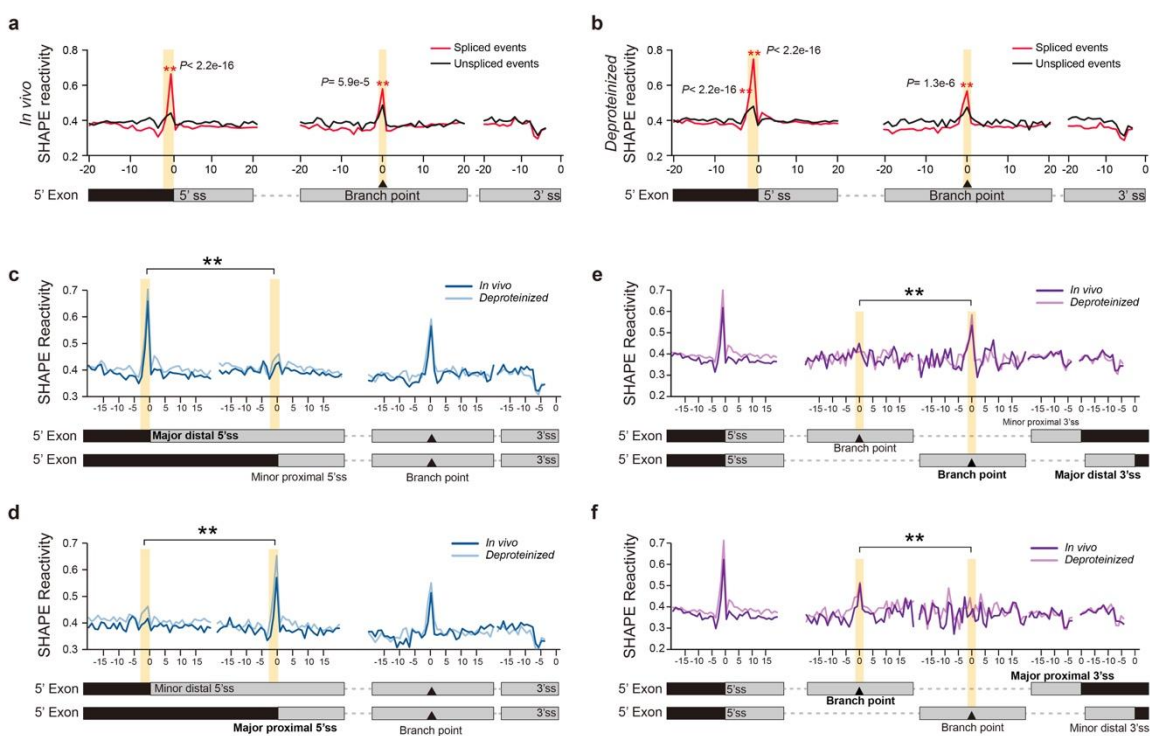 a
In vivo
SHAPE reactivity
0.8
0.6
0.4
0.2
** P< 2.2e-16
P= 5.9e-5 **
Spliced events
Unspliced events
-20 -10 0 10 20 -20 -10 0 10 20 -20 -10 0
5' Exon 5' ss Branch point 3' ss
b
Deproteinized
SHAPE reactivity
0.8
0.6
0.4
0.2
** P< 2.2e-16
P< 2.2e-16 **
P= 1.3e-6 **
Spliced events
Unspliced events
-20 -10 0 10 20 -20 -10 0 10 20 -20 -10 0
5' Exon 5' ss Branch point 3' ss
c
**
SHAPE Reactivity
0.7
0.6
0.5
0.4
0.3
In vivo
Deproteinized
-15 -10 -5 0 5 10 15 -15 -10 -5 0 5 10 15 -15 -10 -5 0 5 10 15 -15 -10 -5 0
5' Exon Major distal 5'ss 3'ss
5' Exon 3'ss
Minor proximal 5'ss Branch point
e
**
SHAPE Reactivity
0.7
0.6
0.5
0.4
0.3
0.2
In vivo
Deproteinized
-15 -10 -5 0 5 10 15 -15 -10 -5 0 5 10 15 -15 -10 -5 0 5 10 15 -15 -10 -5 0 -15 -10 -5 0
Minor proximal 3'ss
5' Exon 5'ss
Branch point
5' Exon 5'ss
Branch point Major distal 3'ss
d
**
SHAPE Reactivity
0.7
0.6
0.5
0.4
0.3
In vivo
Deproteinized
-15 -10 -5 0 5 10 15 -15 -10 -5 0 5 10 15 -15 -10 -5 0 5 10 15 -15 -10 -5 0
5' Exon Minor distal 5'ss 3'ss
5' Exon 3'ss
Major proximal 5'ss Branch point
f
**
SHAPE Reactivity
0.7
0.6
0.5
0.4
0.3
0.2
In vivo
Deproteinized
-15 -10 -5 0 5 10 15 -15 -10 -5 0 5 10 15 -15 -10 -5 0 5 10 15 -15 -10 -5 0 -15 -10 -5 0
Major proximal 3'ss
5' Exon 5'ss
Branch point
5' Exon 5'ss
Branch point Minor distal 3'ss